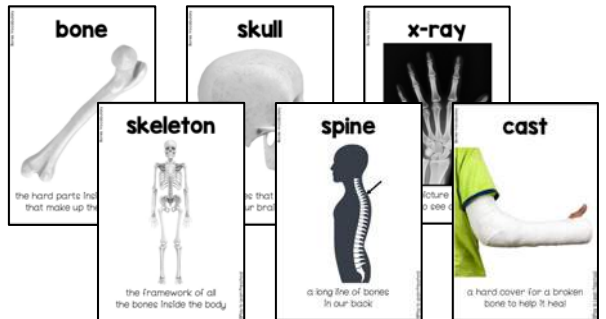 bone
the hard parts
that make up the
skull
x-ray
skeleton
the framework of all
the bones inside the body
spine
a long line of bones
in our back
cast
a hard cover for a broken
bone to help it heal